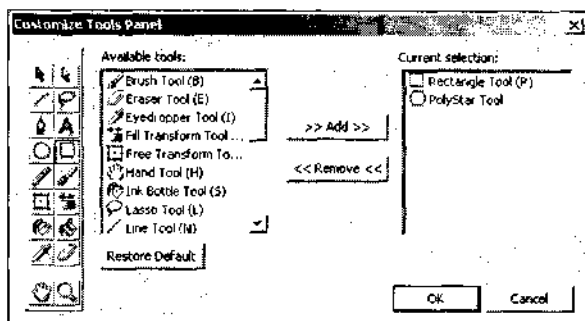 Customize Tools Panel
Available tools:
Brush Tool (B)
Eraser Tool (E)
Eyedropper Tool (I)
Fill Transform Tool ...
Free Transform To...
Hand Tool (H)
Ink Bottle Tool (S)
Lasso Tool (L)
Line Tool (N)
Restore Default
>> Add >>
<< Remove <<
Current selection:
Rectangle Tool (P)
PolyStar Tool
OK
Cancel